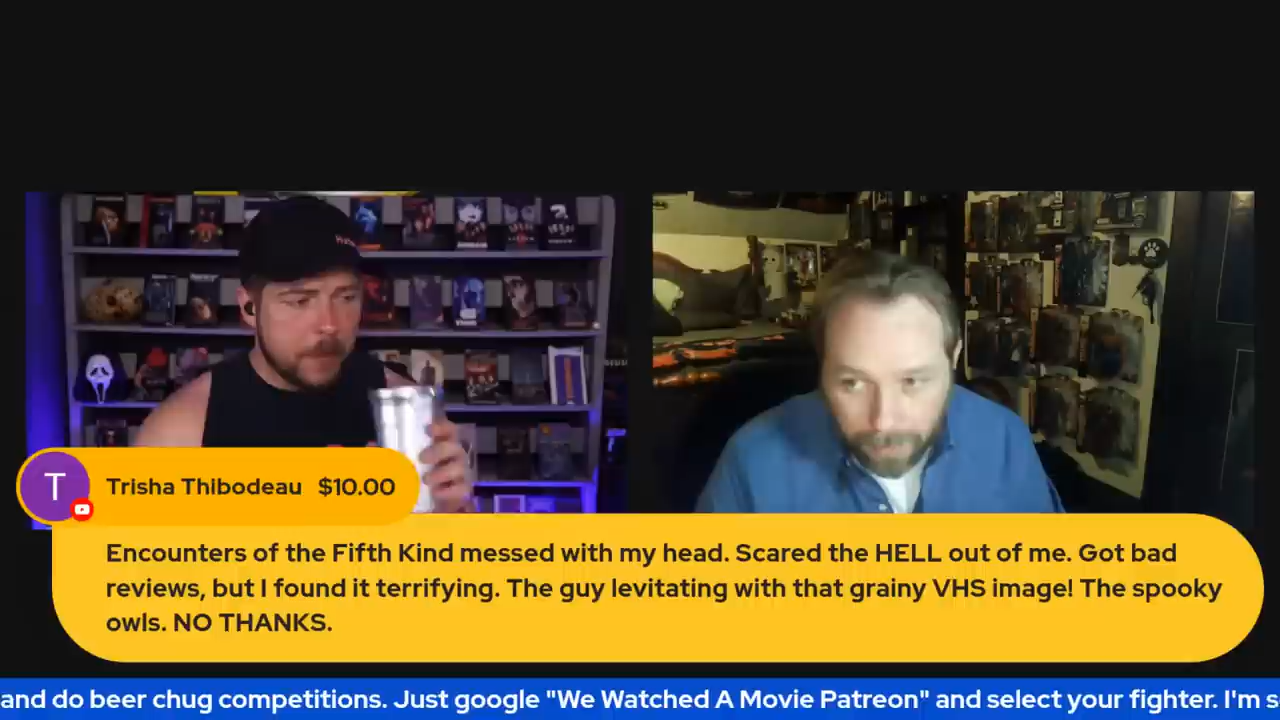 T
Trisha Thibodeau $10.00
Encounters of the Fifth Kind messed with my head. Scared the HELL out of me. Got bad
reviews, but I found it terrifying. The guy levitating with that grainy VHS image! The spooky
owls. NO THANKS.
and do beer chug competitions. Just google "We Watched A Movie Patreon" and select your fighter. I'm s